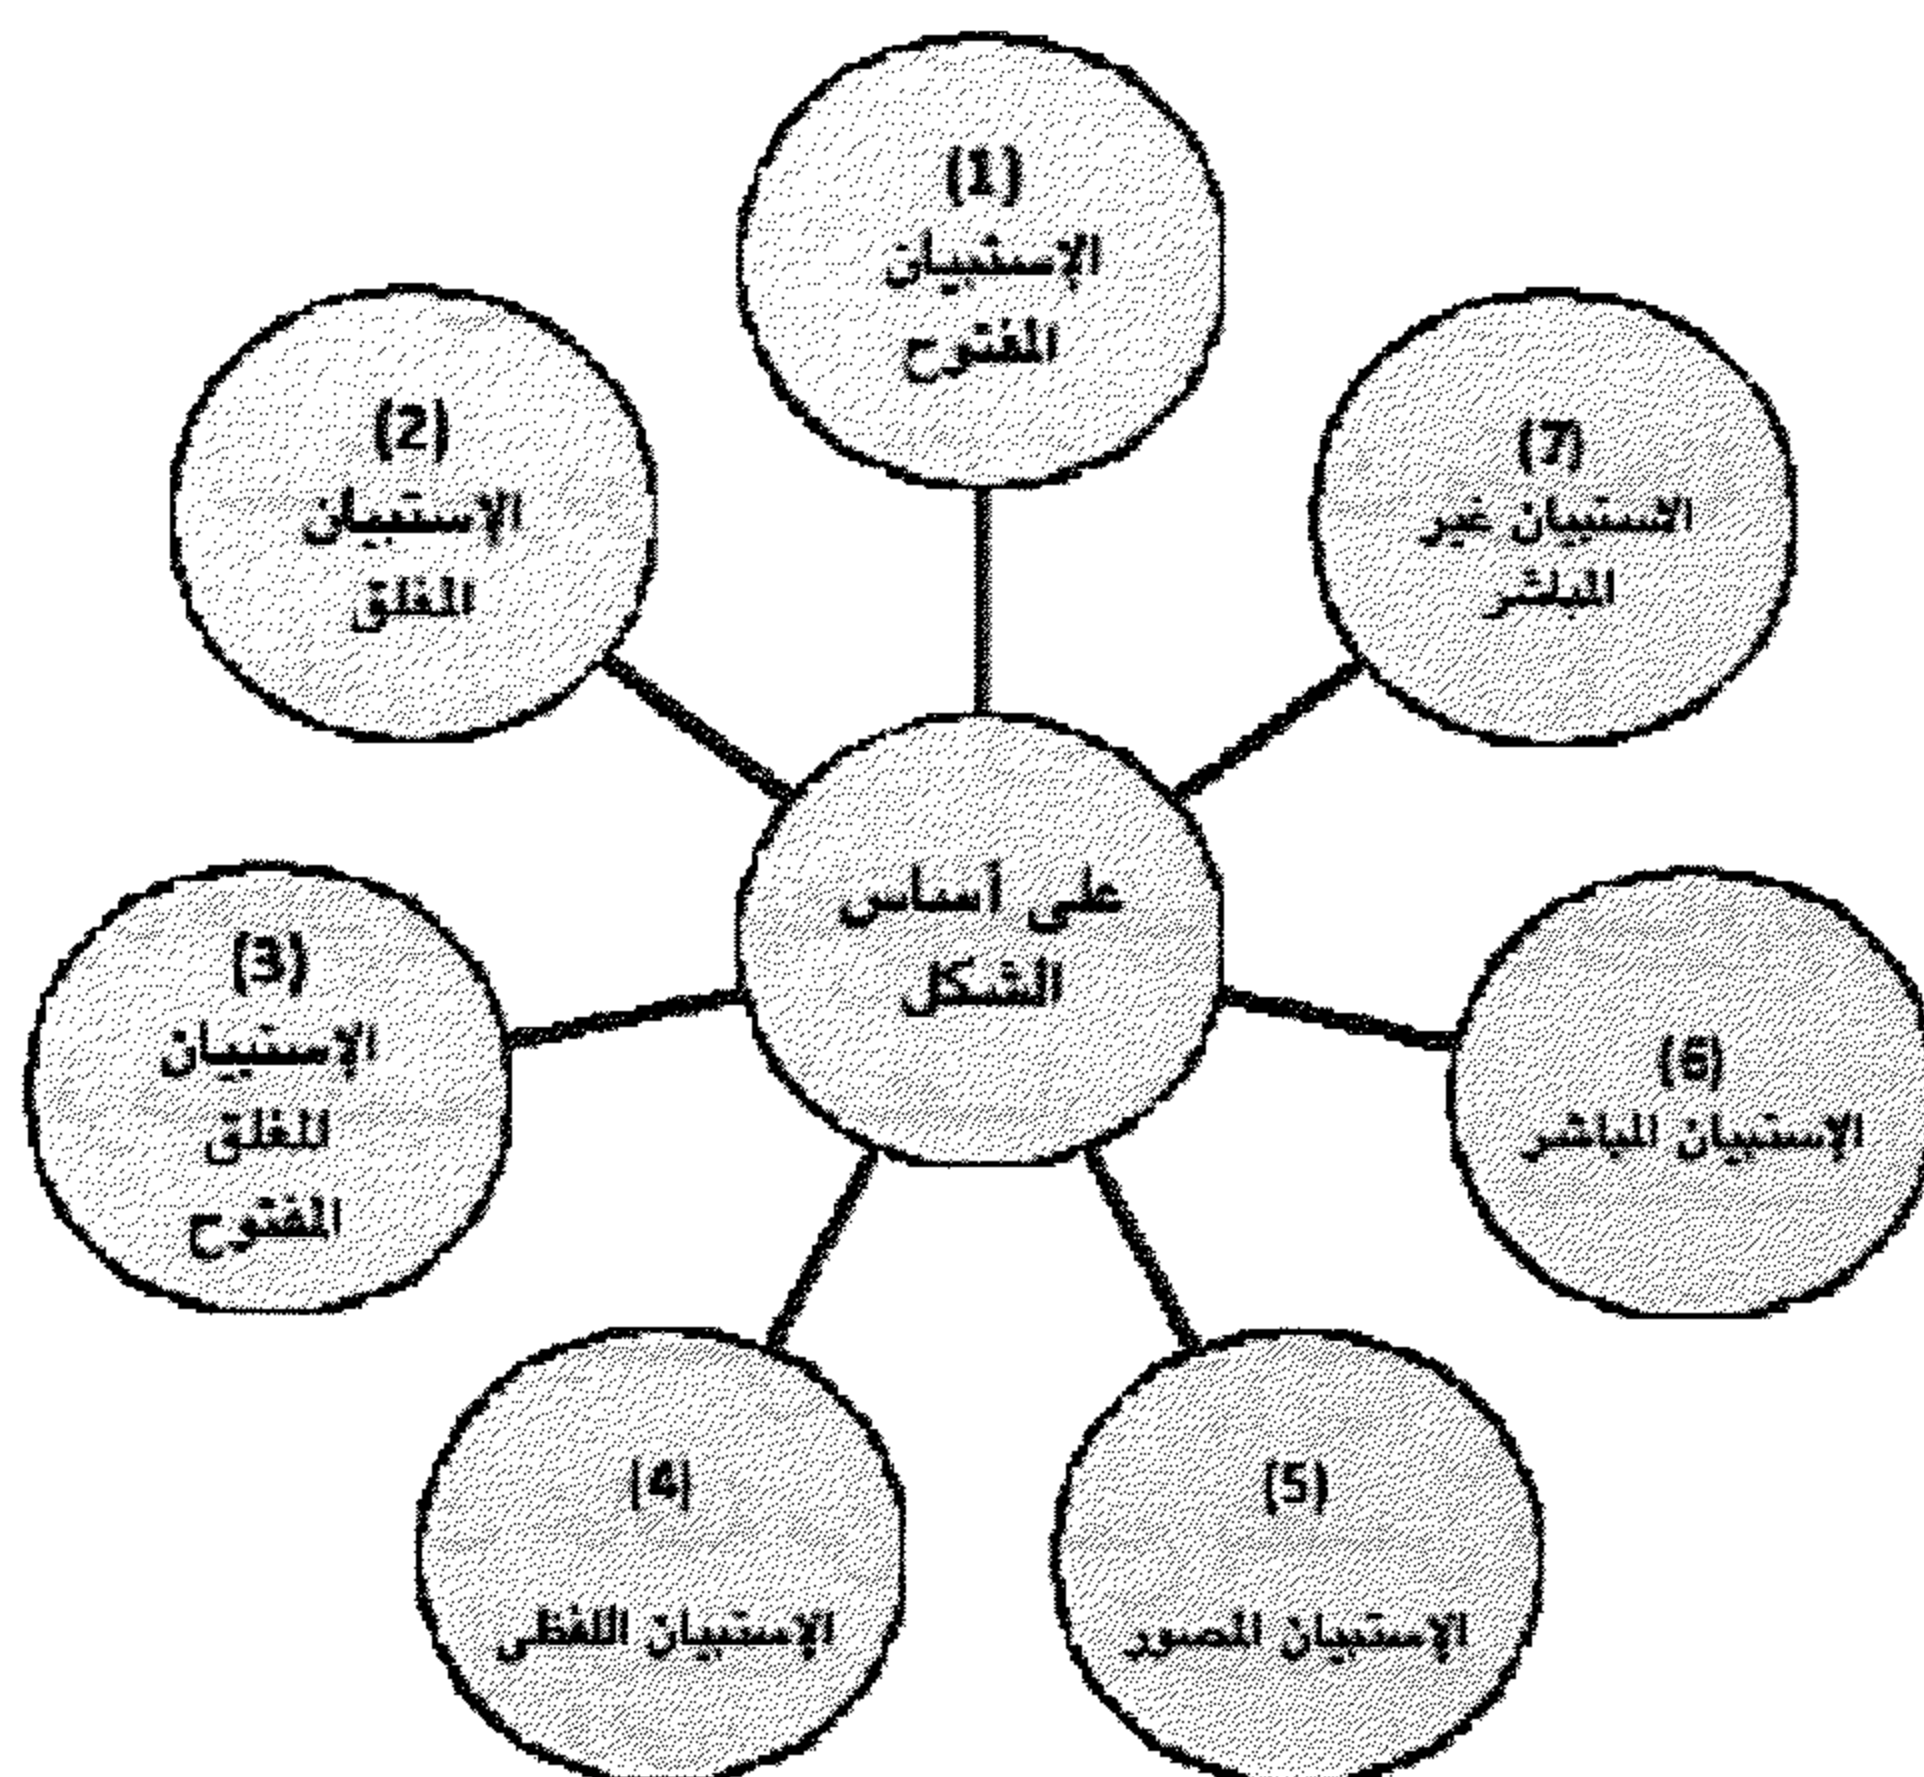 (1)
الإستبيان
المفتوح
(2)
الإستبيان
المغلق
(3)
الإستبيان
المغلق
المفتوح
(4)
الإستبيان اللفظى
(5)
الإستبيان المصور
(6)
الإستبيان المباشر
(7)
الاستبيان غير
المباشر
على أساس
الشكل